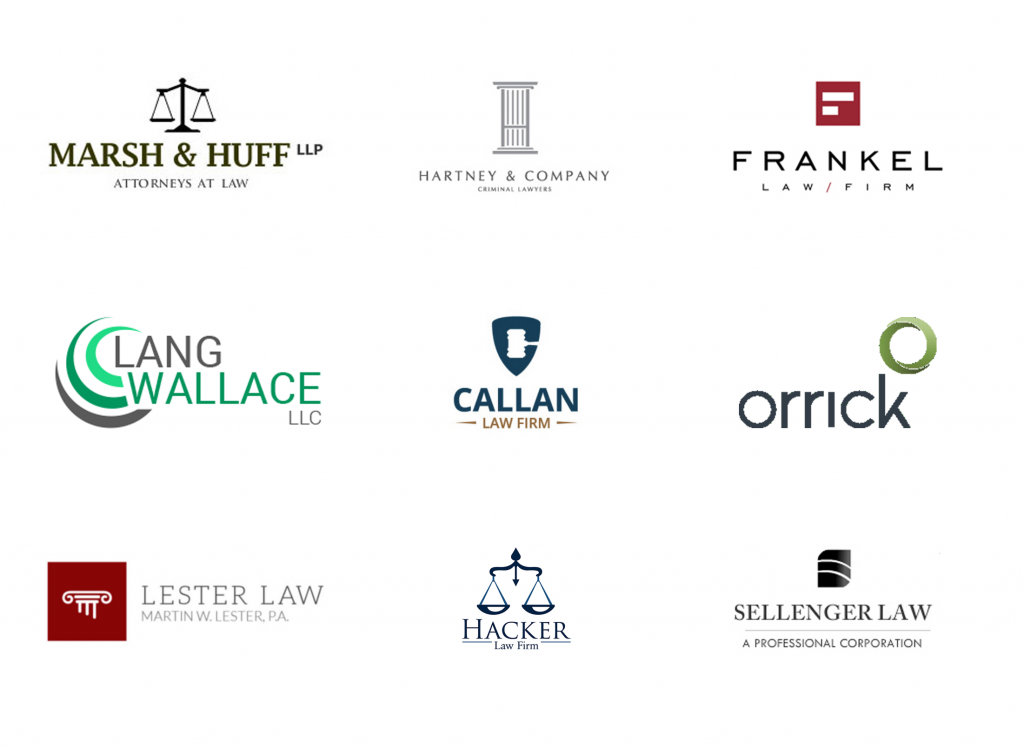 MARSH & HUFF LLP
ATTORNEYS AT LAW
HARTNEY & COMPANY
CRIMINAL LAWYERS
FRANKEL
LAW/FIRM
LANG
WALLACE
LLC
CALLAN
LAW FIRM
orrick
LESTER LAW
MARTIN W. LESTER, P.A.
HACKER
Law Firm
SELLENGER LAW
A PROFESSIONAL CORPORATION